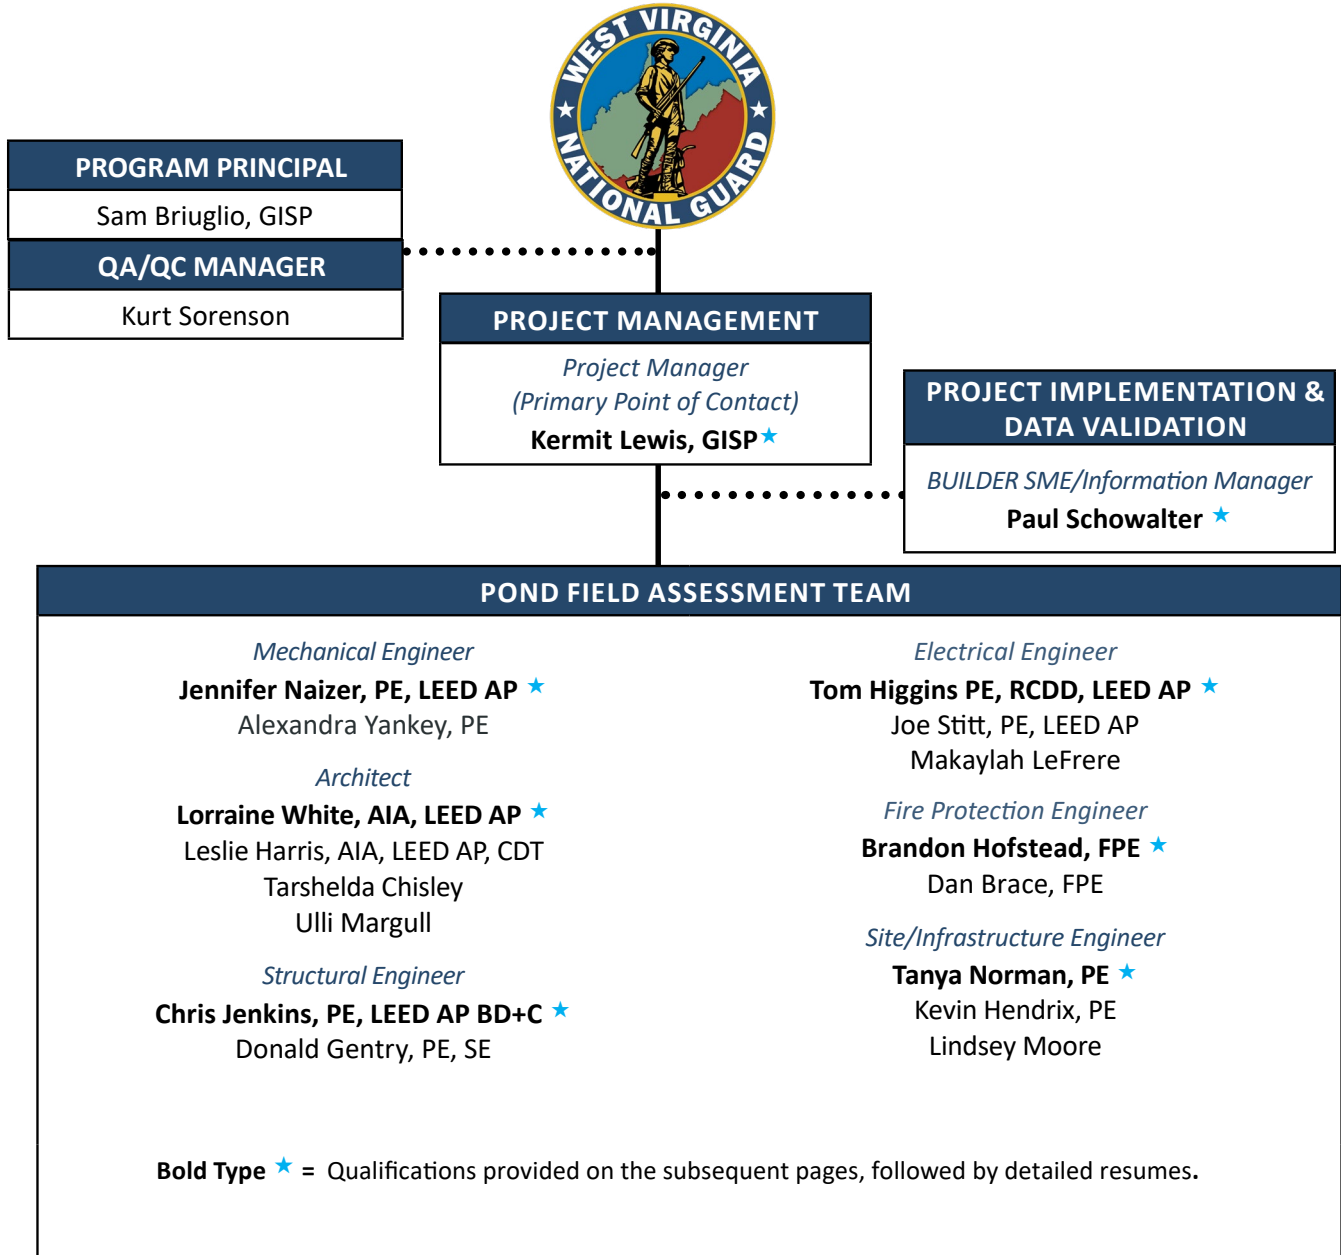 WEST VIRGINIA
NATIONAL GUARD
PROGRAM PRINCIPAL
Sam Briuglio, GISP
QA/QC MANAGER
Kurt Sorenson
PROJECT MANAGEMENT
Project Manager
(Primary Point of Contact)
Kermit Lewis, GISP★
PROJECT IMPLEMENTATION &
DATA VALIDATION
BUILDER SME/Information Manager
Paul Schowalter ★
POND FIELD ASSESSMENT TEAM
Mechanical Engineer
Jennifer Naizer, PE, LEED AP ★
Alexandra Yankey, PE
Architect
Lorraine White, AIA, LEED AP ★
Leslie Harris, AIA, LEED AP, CDT
Tarshelda Chisley
Ulli Margull
Structural Engineer
Chris Jenkins, PE, LEED AP BD+C ★
Donald Gentry, PE, SE
Electrical Engineer
Tom Higgins PE, RCDD, LEED AP ★
Joe Stitt, PE, LEED AP
Makaylah LeFrere
Fire Protection Engineer
Brandon Hofstead, FPE ★
Dan Brace, FPE
Site/Infrastructure Engineer
Tanya Norman, PE ★
Kevin Hendrix, PE
Lindsey Moore
Bold Type ★ = Qualifications provided on the subsequent pages, followed by detailed resumes.